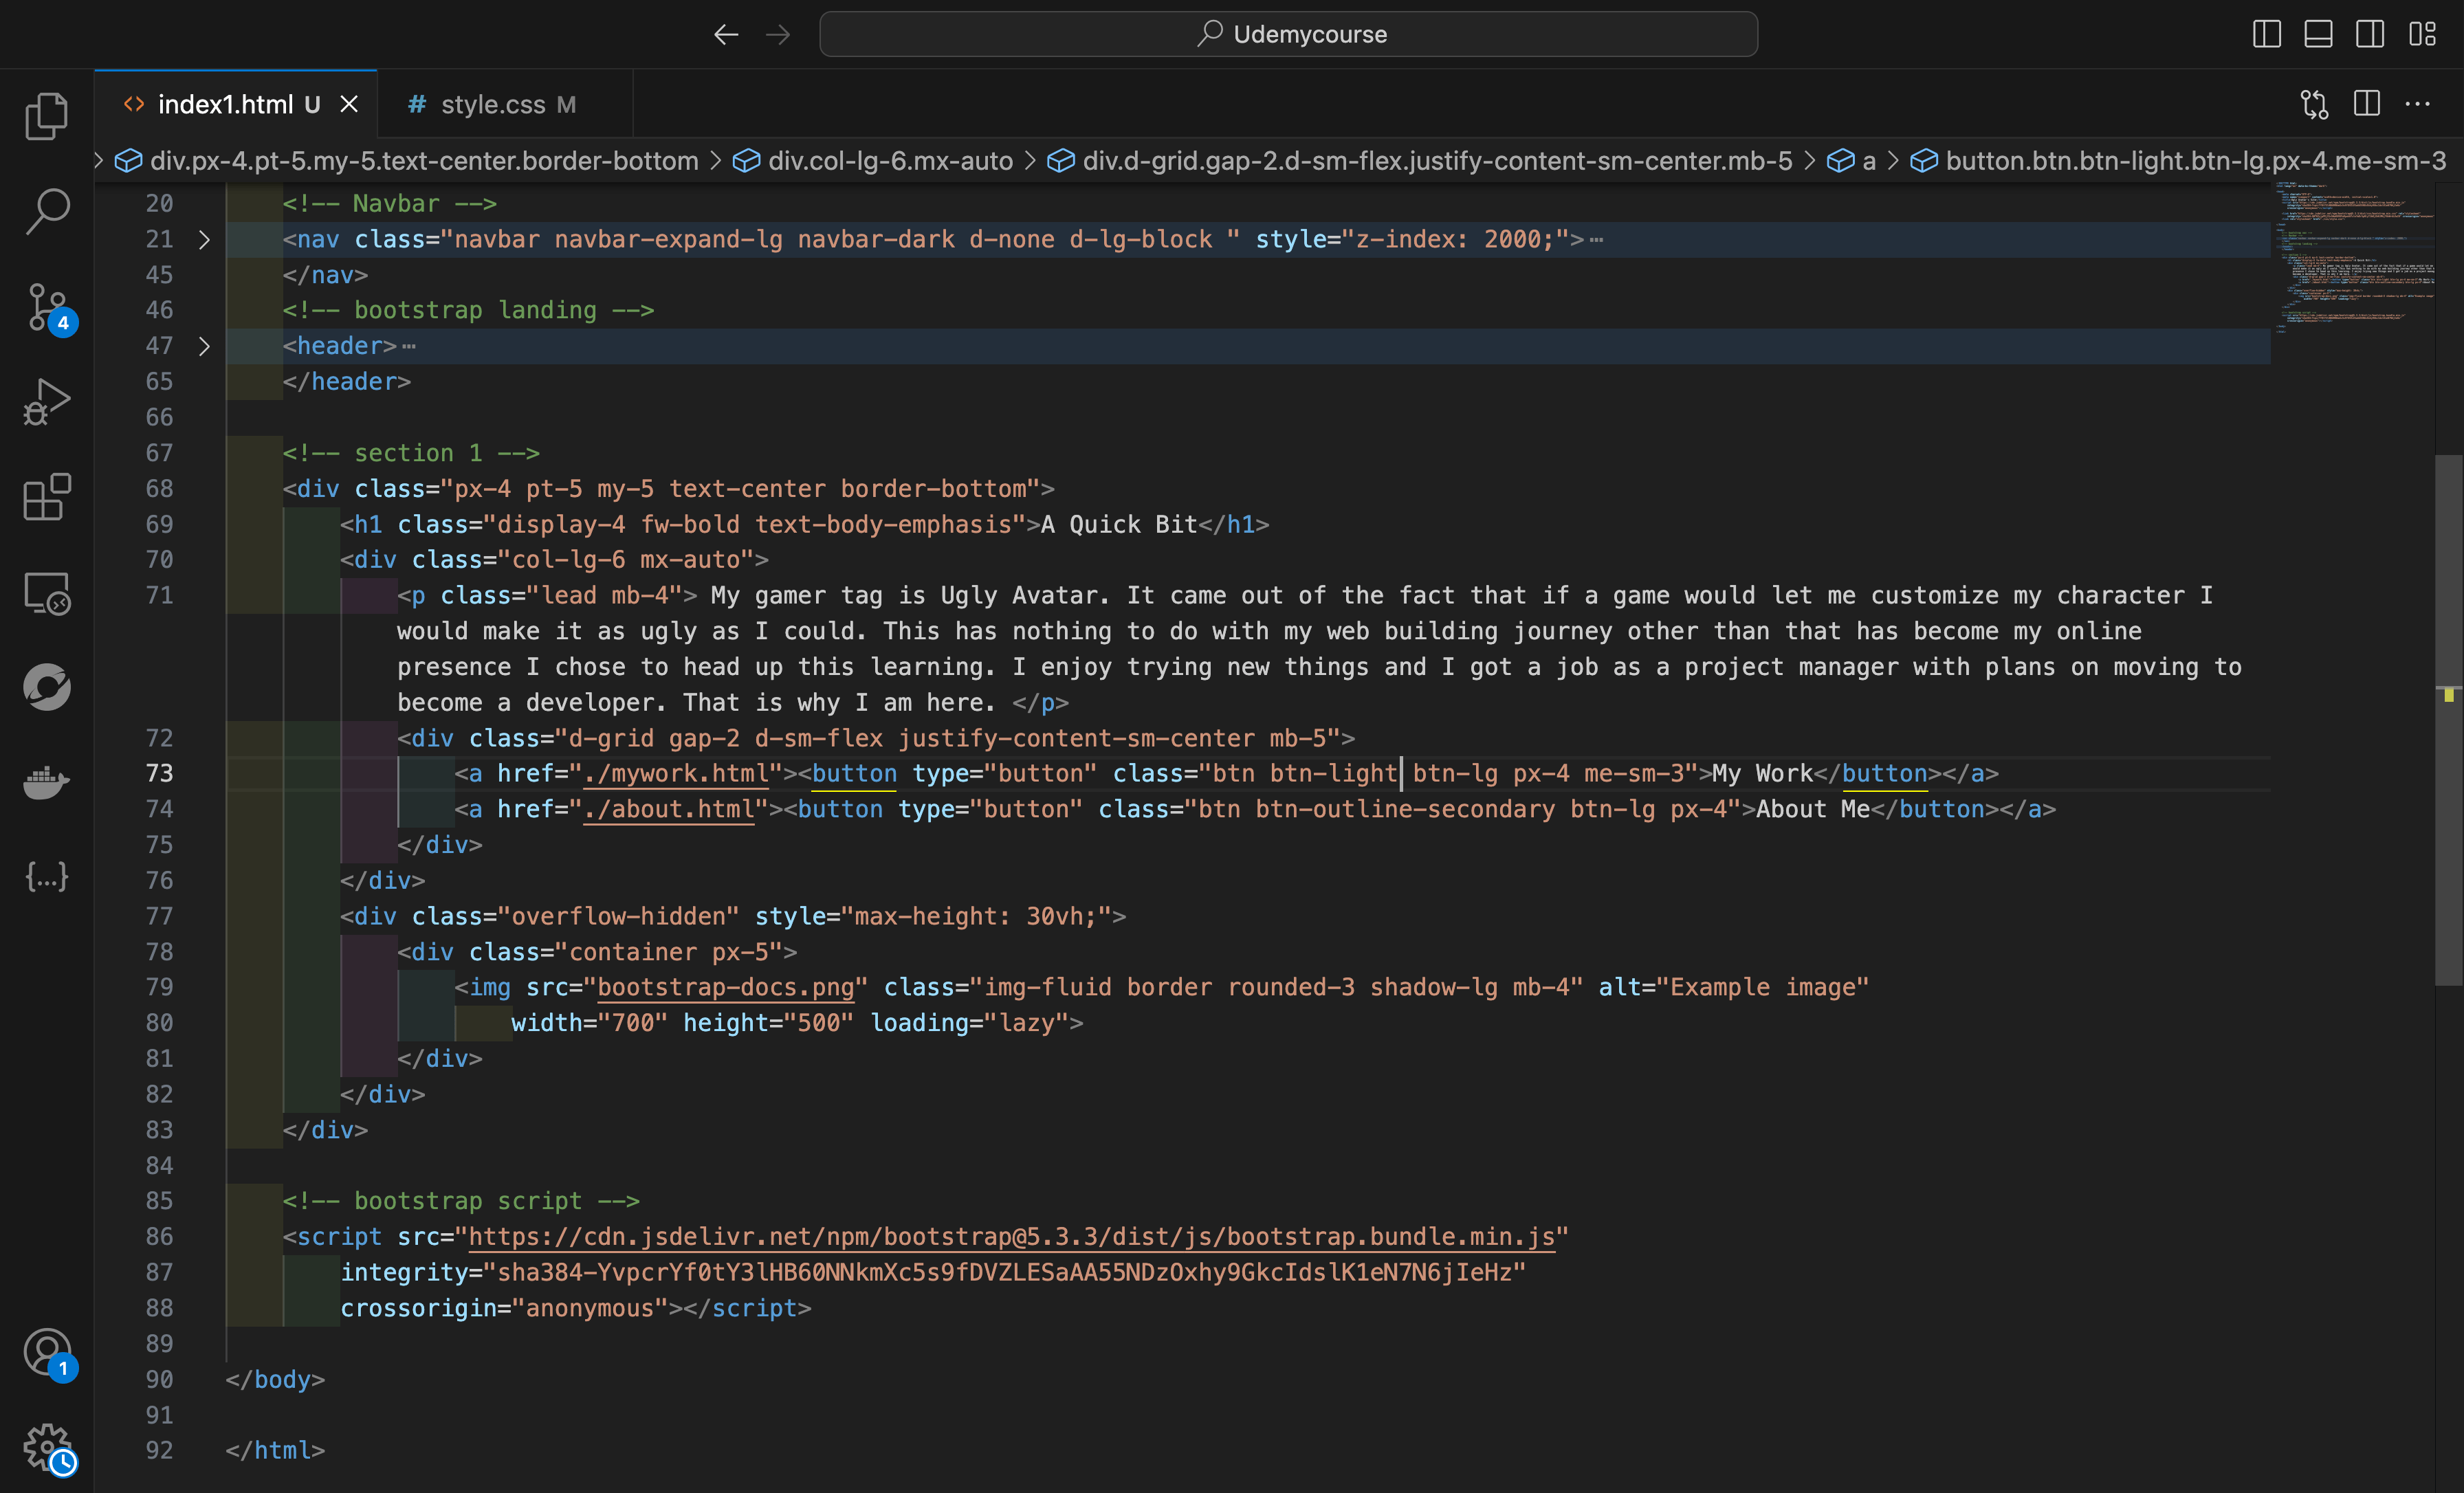 Udemycourse
index1.html U
# style.css M
div.px-4.pt-5.my-5.text-center.border-bottom > div.col-lg-6.mx-auto > div.d-grid.gap-2.d-sm-flex.justify-content-sm-center.mb-5 > a > button.btn.btn-light.btn-lg.px-4.me-sm-3
20 <!-- Navbar -->
21 <nav class="navbar navbar-expand-lg navbar-dark d-none d-lg-block " style="z-index: 2000;">…
45 </nav>
46 <!-- bootstrap landing -->
47 <header>…
65 </header>
66
67 <!-- section 1 -->
68 <div class="px-4 pt-5 my-5 text-center border-bottom">
69 <h1 class="display-4 fw-bold text-body-emphasis">A Quick Bit</h1>
70 <div class="col-lg-6 mx-auto">
71 <p class="lead mb-4"> My gamer tag is Ugly Avatar. It came out of the fact that if a game would let me customize my character I
would make it as ugly as I could. This has nothing to do with my web building journey other than that has become my online
presence I chose to head up this learning. I enjoy trying new things and I got a job as a project manager with plans on moving to
become a developer. That is why I am here. </p>
72 <div class="d-grid gap-2 d-sm-flex justify-content-sm-center mb-5">
73 <a href="./mywork.html"><button type="button" class="btn btn-light btn-lg px-4 me-sm-3">My Work</button></a>
74 <a href="./about.html"><button type="button" class="btn btn-outline-secondary btn-lg px-4">About Me</button></a>
75 </div>
76 </div>
77 <div class="overflow-hidden" style="max-height: 30vh;">
78 <div class="container px-5">
79 <img src="bootstrap-docs.png" class="img-fluid border rounded-3 shadow-lg mb-4" alt="Example image"
80 width="700" height="500" loading="lazy">
81 </div>
82 </div>
83 </div>
84
85 <!-- bootstrap script -->
86 <script src="https://cdn.jsdelivr.net/npm/bootstrap@5.3.3/dist/js/bootstrap.bundle.min.js"
87 integrity="sha384-YvpcrYf0tY3lHB60NNkmXc5s9fDVZLESaAA55NDzOxhy9GkcIdslK1eN7N6jIeHz"
88 crossorigin="anonymous"></script>
89
90 </body>
91
92 </html>
4
1